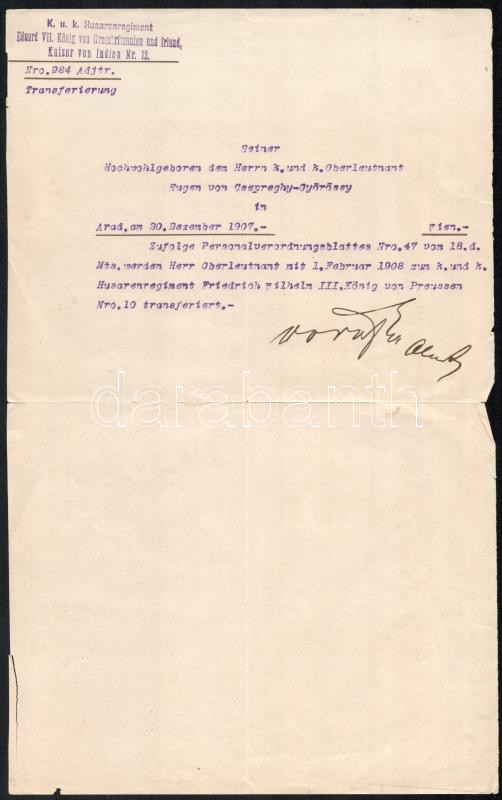 K. u. k. Husarenregiment
Eduard VII. König von Grossbritannien und Irland,
Kaiser von Indien Nr. 12.
Nro.984 Adjtr.
Transferierung
Seiner
Hochwohlgeboren dem Herrn k.und k.Oberleutnant
Eugen von Csepreghy-Györössy
in
Arad,am 20.Dezember 1907.- Wien.-
Zufolge Personalverordnungsblattes Nro.47 vom 18.d.
Mts.werden Herr Oberleutnant mit 1.Februar 1908 zum k.und k.
Husarenregiment Friedrich Wilhelm III.König von Preussen
Nro.10 transferiert.-
darabanth